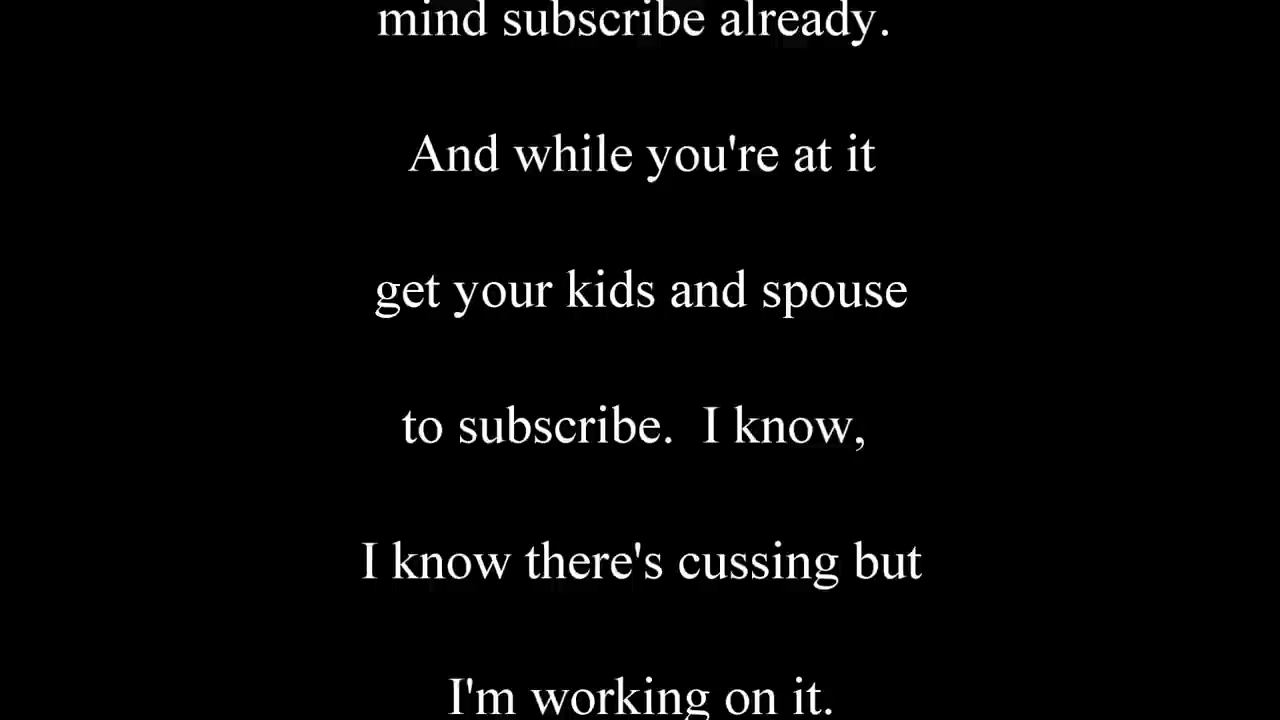 mind subscribe already.
And while you're at it
get your kids and spouse
to subscribe.  I know,
I know there's cussing but
I'm working on it.